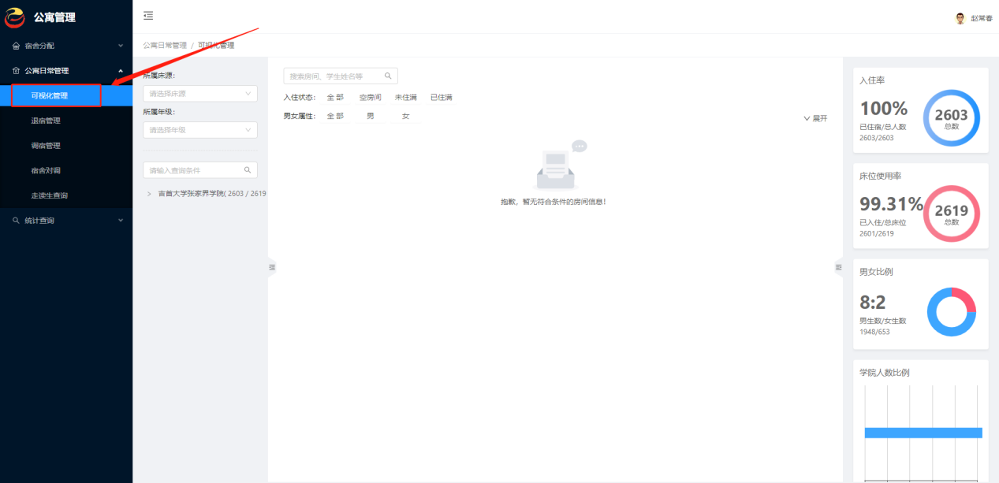 公寓管理
赵常春
宿舍分配
公寓日常管理
可视化管理
退宿管理
调宿管理
宿舍对调
走读生查询
统计查询
公寓日常管理 / 可视化管理
所属床源:
请选择床源
所属年级:
请选择年级
请输入查询条件
吉首大学张家界学院( 2603 / 2619
搜索房间、学生姓名等
入住状态: 全部 空房间 未住满 已住满
男女属性: 全部 男 女
展开
抱歉，暂无符合条件的房间信息！
入住率
100%
已住宿/总人数
2603/2603
2603
总数
床位使用率
99.31%
已入住/总床位
2601/2619
2619
总数
男女比例
8:2
男生数/女生数
1948/653
学院人数比例